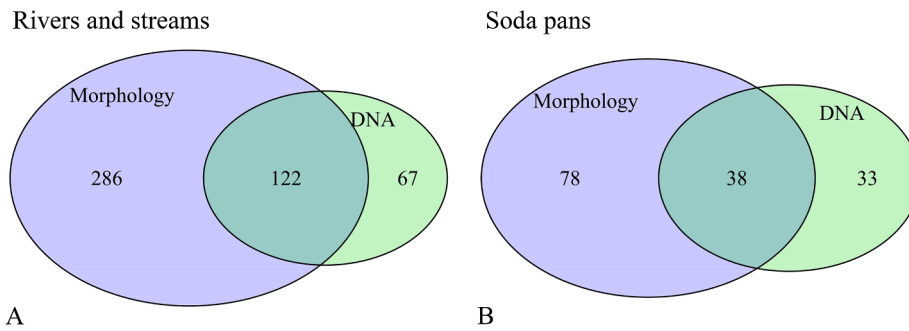 Rivers and streams
Morphology
DNA
286
122
67
A
Soda pans
Morphology
DNA
78
38
33
B